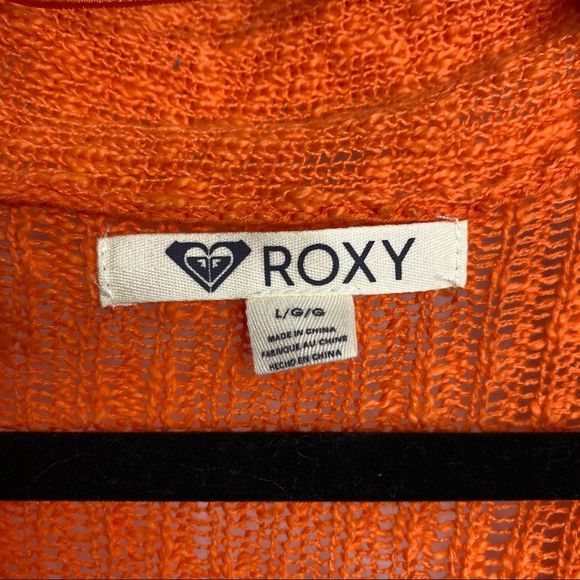 ROXY
L/G/G
MADE IN CHINA
FABRIQUE AU CHINE
HECHO EN CHINA